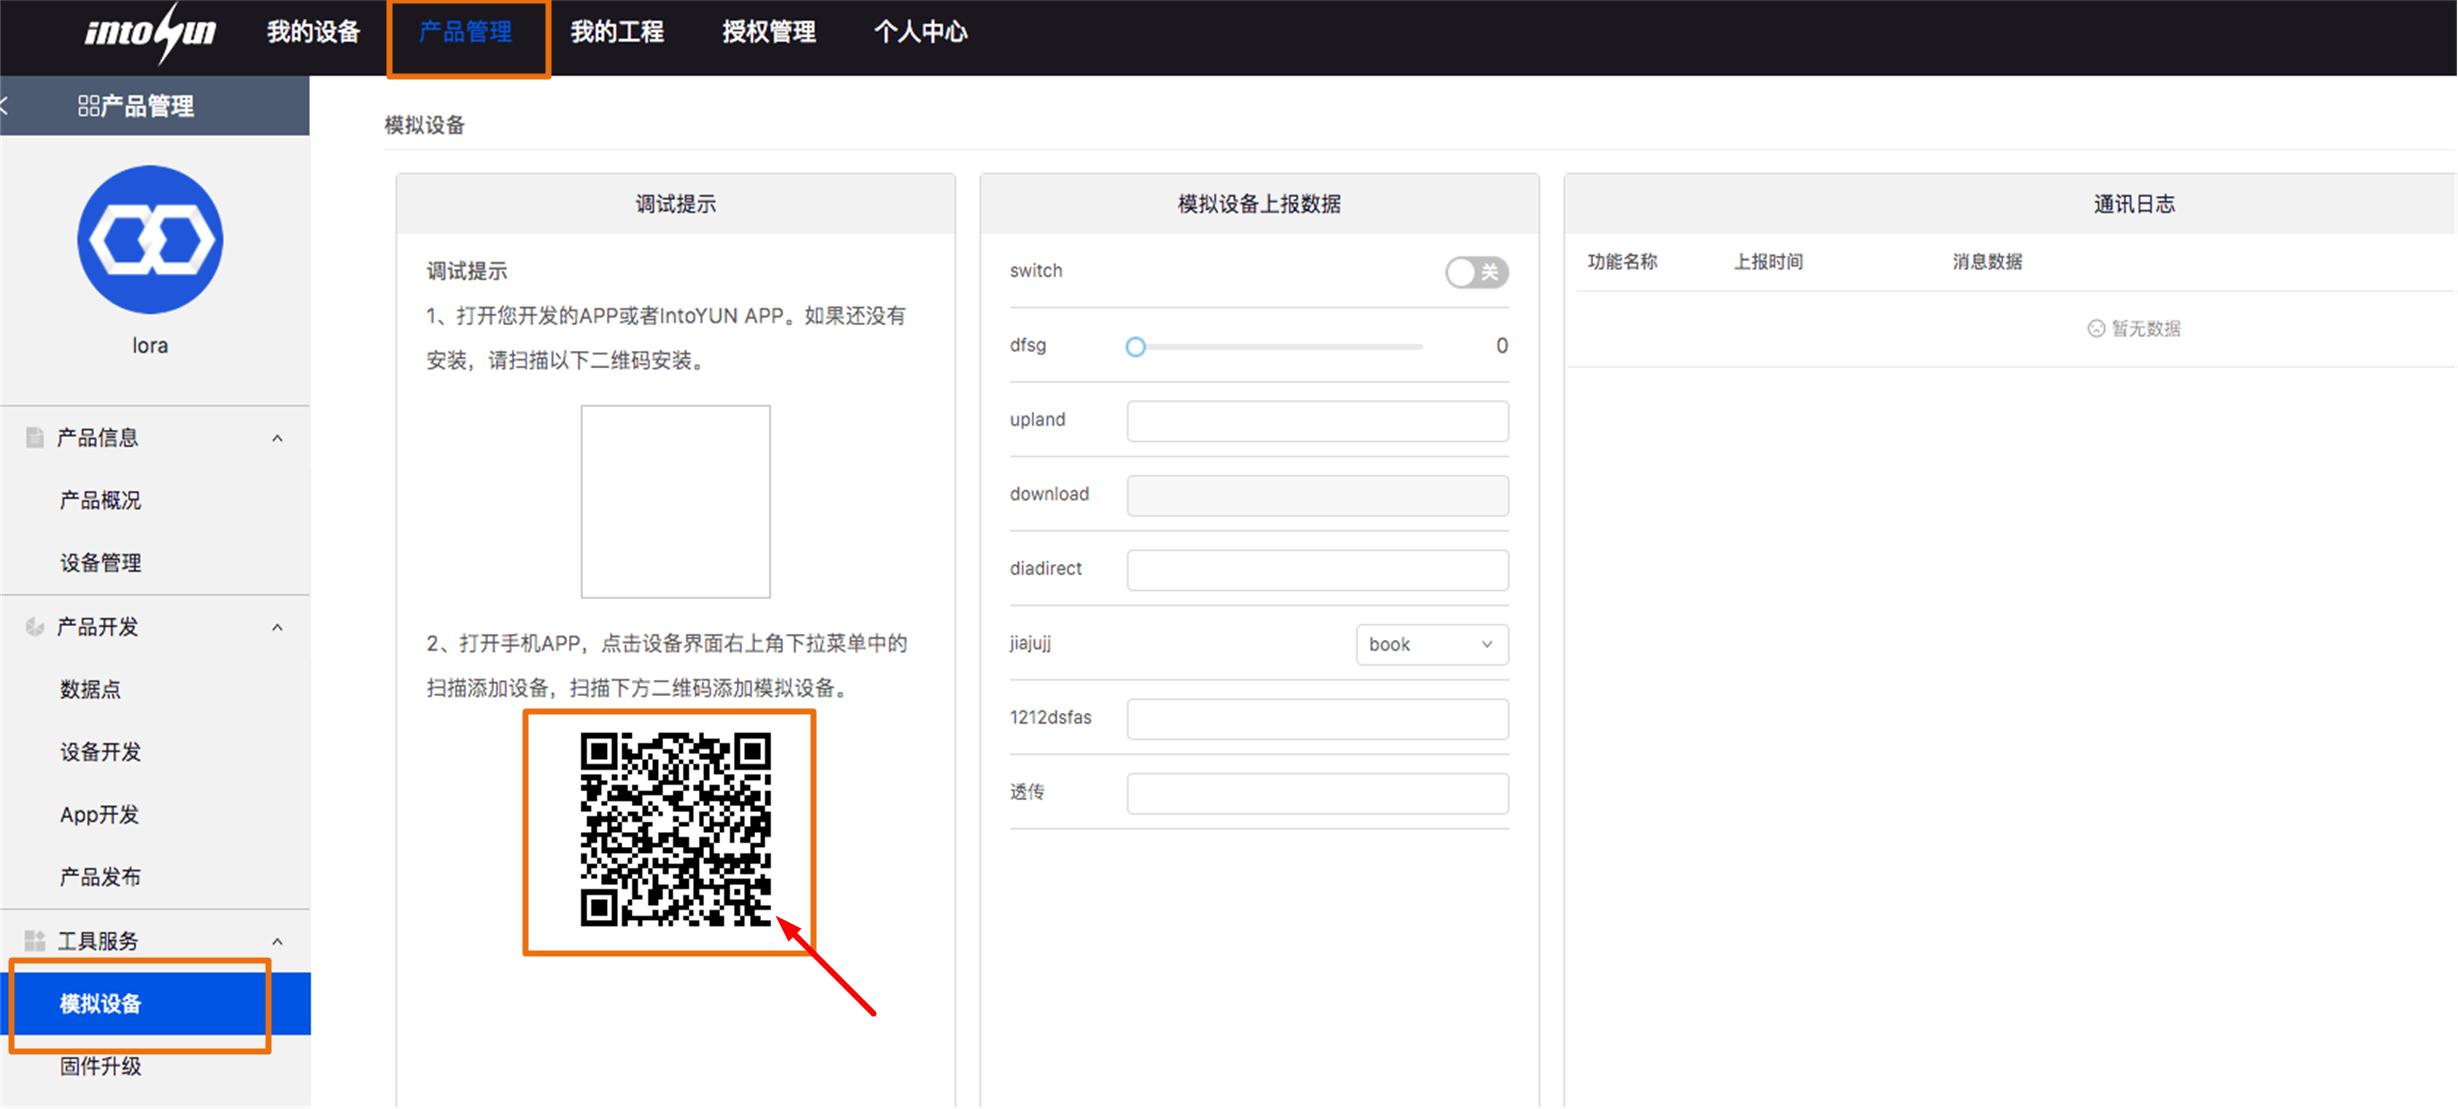 intoYun 我的设备 产品管理 我的工程 授权管理 个人中心
产品管理
lora
产品信息
产品概况
设备管理
产品开发
数据点
设备开发
App开发
产品发布
工具服务
模拟设备
固件升级
模拟设备
调试提示
调试提示
1、打开您开发的APP或者IntoYUN APP。如果还没有
安装，请扫描以下二维码安装。
2、打开手机APP，点击设备界面右上角下拉菜单中的
扫描添加设备，扫描下方二维码添加模拟设备。
模拟设备上报数据
switch 关
dfsg 0
upland
download
diadirect
jiajujj book
1212dsfas
透传
通讯日志
功能名称 上报时间 消息数据
暂无数据